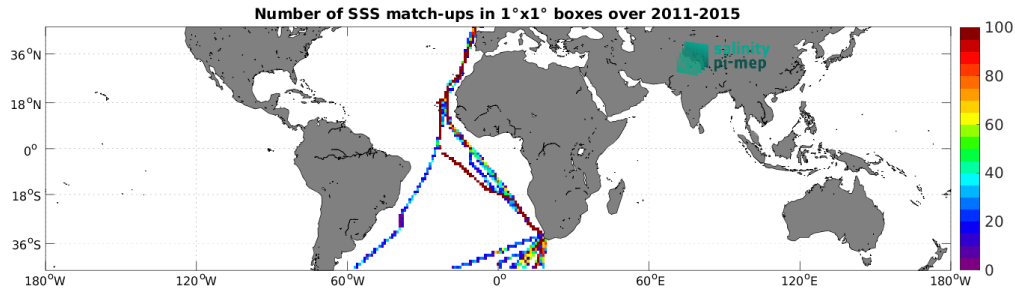 Number of SSS match-ups in 1°x1° boxes over 2011-2015
36°N
18°N
0°
18°S
36°S
180°W 120°W 60°W 0° 60°E 120°E 180°W
salinity
pi-mep
100
80
60
40
20
0